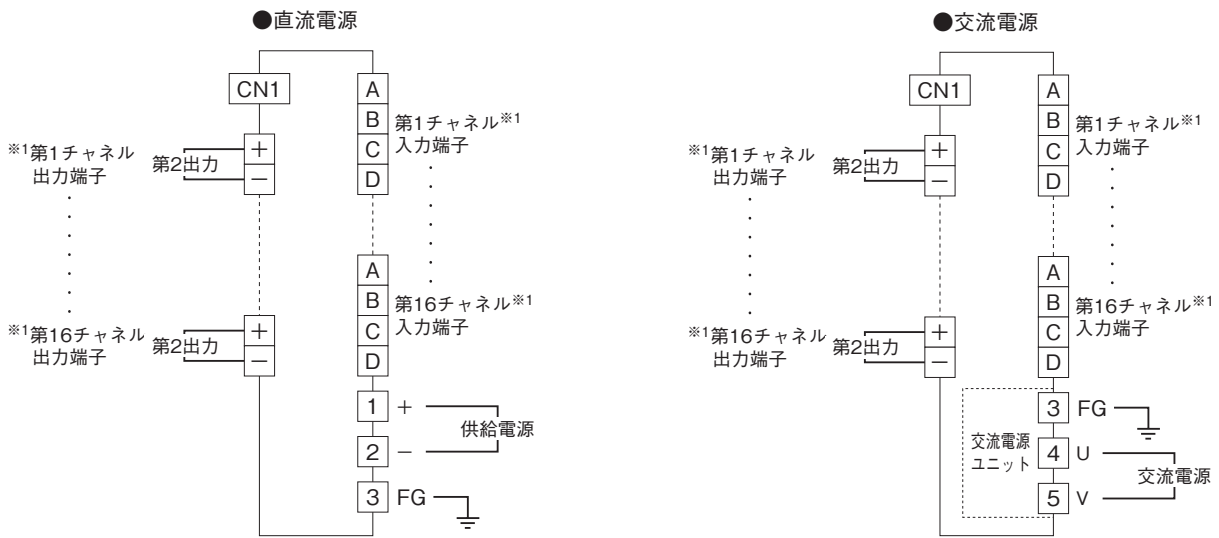 ●直流電源
CN1
A
B
C
D
第1チャネル※1
入力端子
※1第1チャネル
出力端子
第2出力
+
−
A
B
C
D
第16チャネル※1
入力端子
※1第16チャネル
出力端子
第2出力
+
−
1 +
供給電源
2 −
3 FG
●交流電源
CN1
A
B
C
D
第1チャネル※1
入力端子
※1第1チャネル
出力端子
第2出力
+
−
A
B
C
D
第16チャネル※1
入力端子
※1第16チャネル
出力端子
第2出力
+
−
交流電源
ユニット
3 FG
4 U
交流電源
5 V